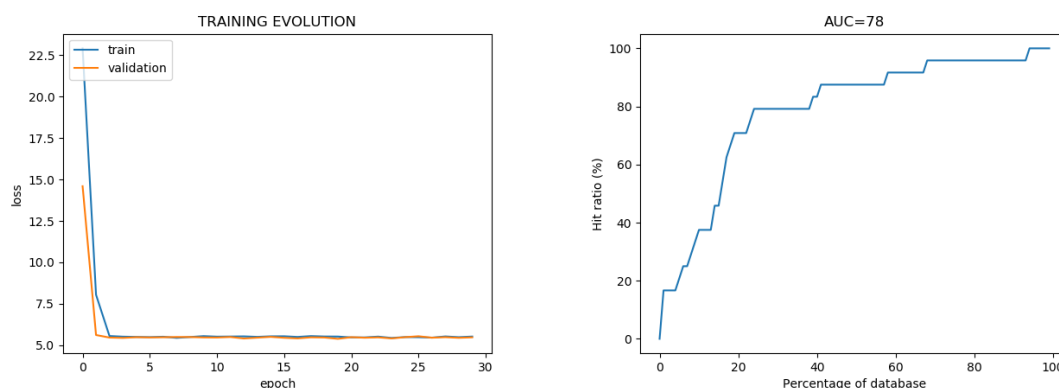 TRAINING EVOLUTION
train
validation
22.5
20.0
17.5
15.0
12.5
10.0
7.5
5.0
loss
0 5 10 15 20 25 30
epoch
AUC=78
100
80
60
40
20
0
Hit ratio (%)
0 20 40 60 80 100
Percentage of database